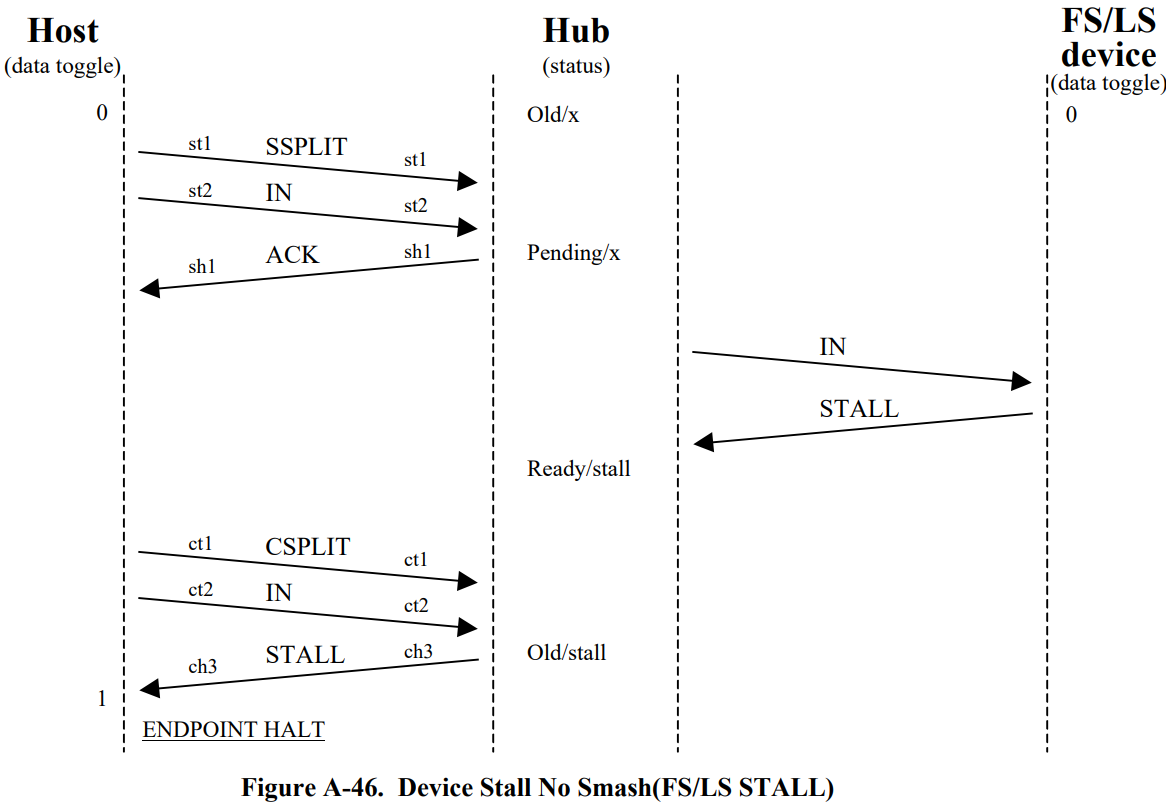 Host
(data toggle)
Hub
(status)
FS/LS
device
(data toggle)
0
Old/x
0
st1 SSPLIT st1
st2 IN st2
sh1 ACK sh1
Pending/x
IN
STALL
Ready/stall
ct1 CSPLIT ct1
ct2 IN ct2
ch3 STALL ch3
Old/stall
1
ENDPOINT HALT
Figure A-46. Device Stall No Smash(FS/LS STALL)